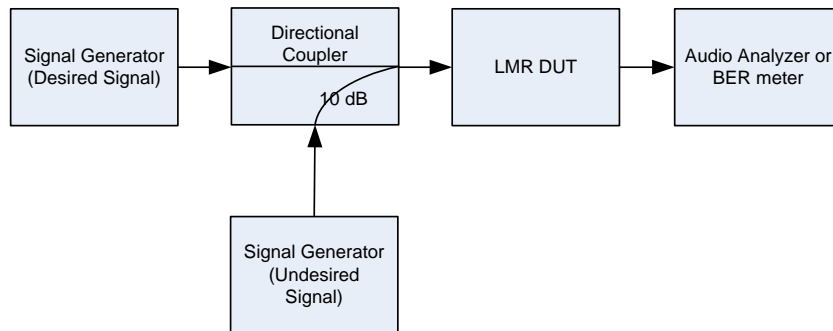 Signal Generator
(Desired Signal)
Directional
Coupler
10 dB
LMR DUT
Audio Analyzer or
BER meter
Signal Generator
(Undesired
Signal)